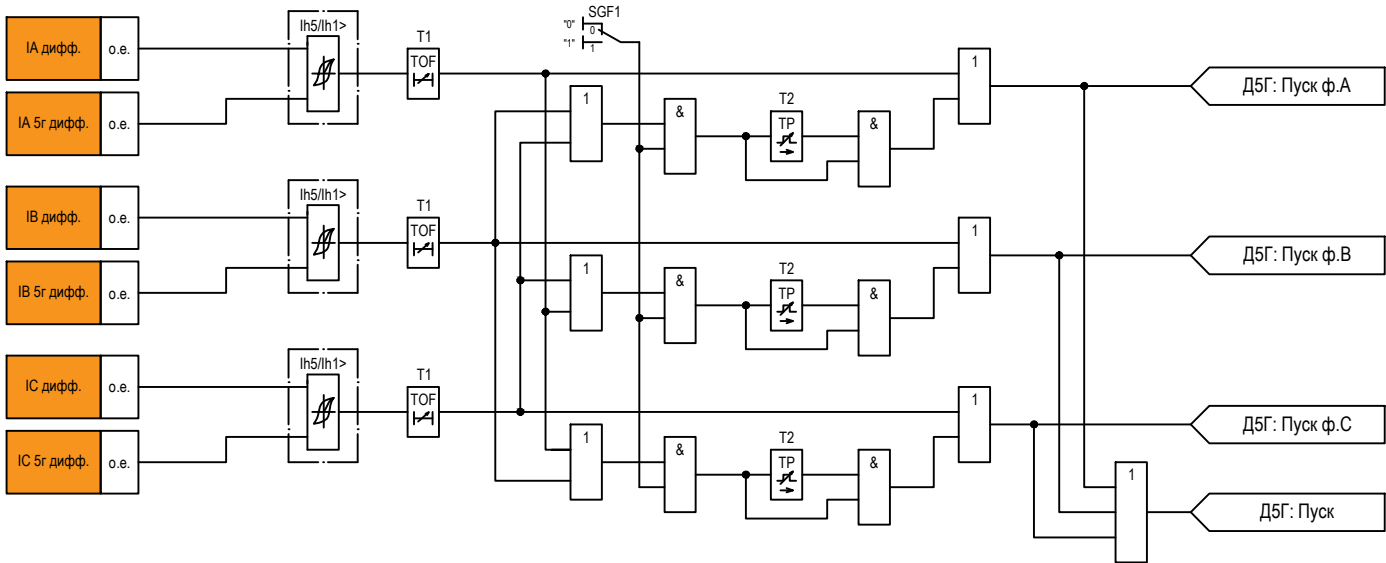 SGF1
"0"
0
"1"
1
IA дифф. о.е.
Ih5/Ih1>
T1
TOF
1
Д5Г: Пуск ф.A
IA 5г дифф. о.е.
1
&
T2
TP
&
IB дифф. о.е.
Ih5/Ih1>
T1
TOF
1
Д5Г: Пуск ф.B
IB 5г дифф. о.е.
1
&
T2
TP
&
IC дифф. о.е.
Ih5/Ih1>
T1
TOF
1
Д5Г: Пуск ф.C
IC 5г дифф. о.е.
1
&
T2
TP
&
1
Д5Г: Пуск